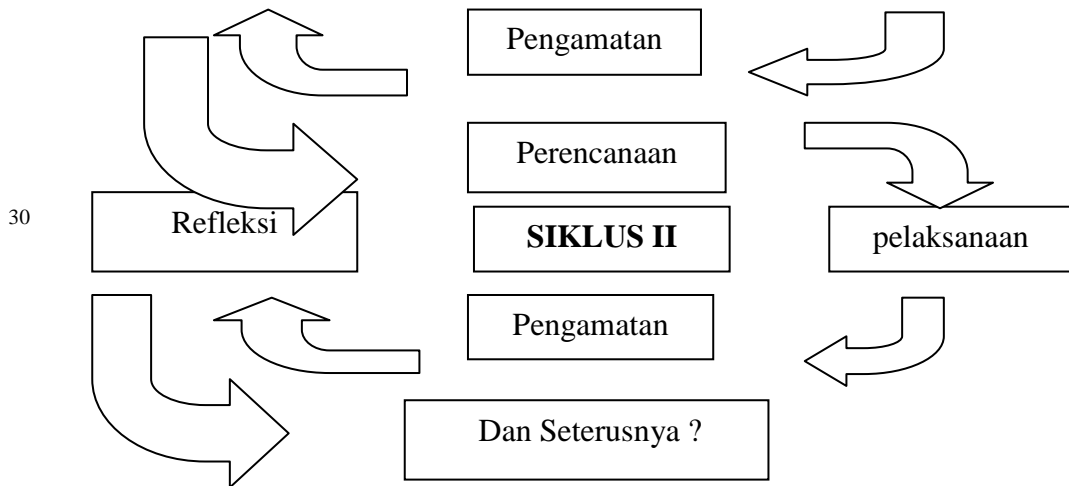 Pengamatan
Perencanaan
30
Refleksi
SIKLUS II
pelaksanaan
Pengamatan
Dan Seterusnya ?